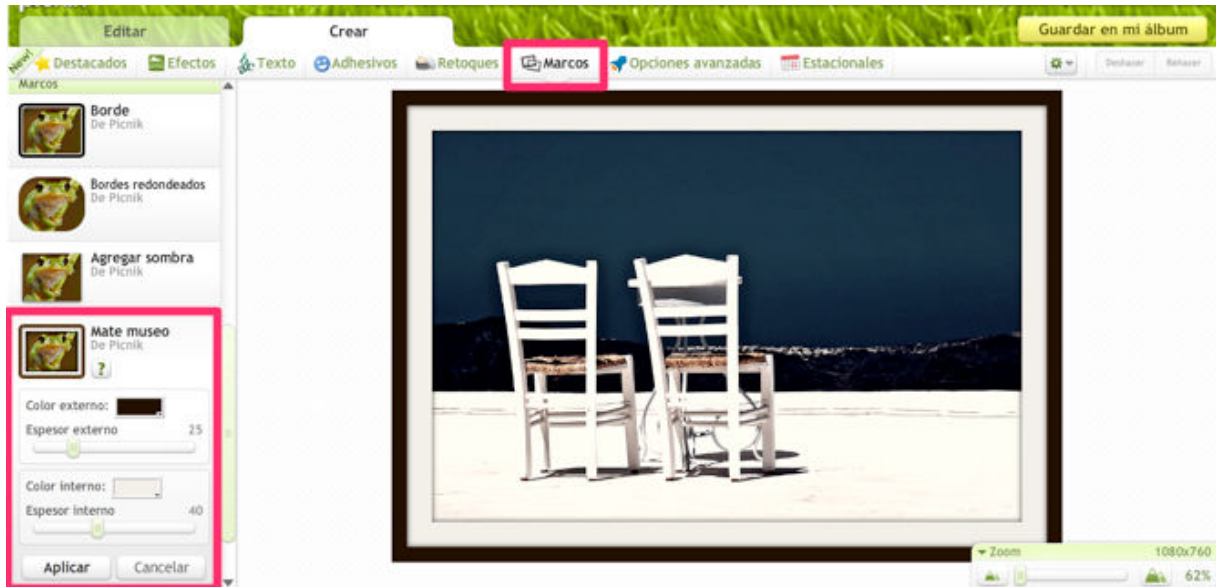 Editar
Crear
Guardar en mi álbum
New!
Destacados
Efectos
Texto
Adhesivos
Retoques
Marcos
Opciones avanzadas
Estacionales
Deshacer
Rehacer
Marcos
Borde
De Picnik
Bordes redondeados
De Picnik
Agregar sombra
De Picnik
Mate museo
De Picnik
?
Color externo:
Espesor externo 25
Color interno:
Espesor interno 40
Aplicar
Cancelar
Zoom 1080x760
62%